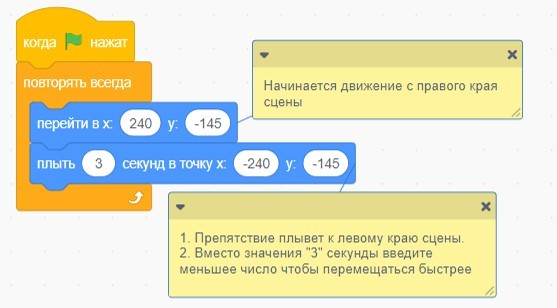 когда нажат
повторять всегда
Начинается движение с правого края
сцены
перейти в x: 240 y: -145
плыть 3 секунд в точку x: -240 y: -145
1. Препятствие плывет к левому краю сцены.
2. Вместо значения "3" секунды введите
меньшее число чтобы перемещаться быстрее